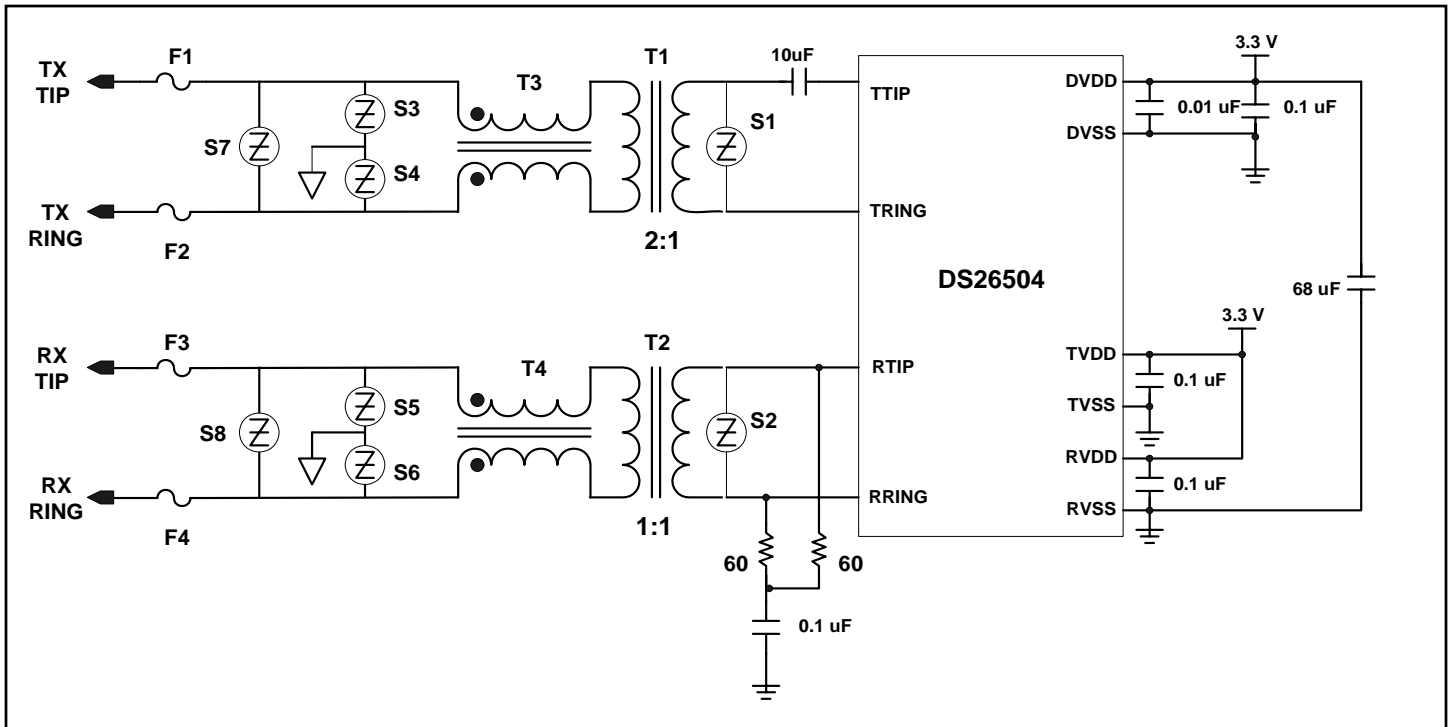 TX TIP
F1
T3
T1
10uF
TTIP
DVDD
3.3 V
0.01 uF
0.1 uF
DVSS
S7
S3
S4
S1
TX RING
F2
2:1
TRING
DS26504
68 uF
RX TIP
F3
T4
T2
RTIP
TVDD
3.3 V
0.1 uF
TVSS
S8
S5
S6
S2
RX RING
F4
1:1
RRING
RVDD
0.1 uF
RVSS
60
60
0.1 uF